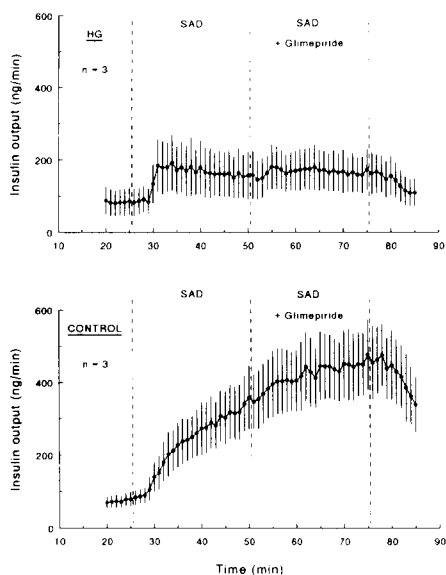 SAD SAD
600
HG + Glimepiride
n = 3
400
Insulin output (ng/min)
200
0
10 20 30 40 50 60 70 80 90
SAD SAD
600
CONTROL + Glimepiride
n = 3
400
Insulin output (ng/min)
200
0
10 20 30 40 50 60 70 80 90
Time (min)